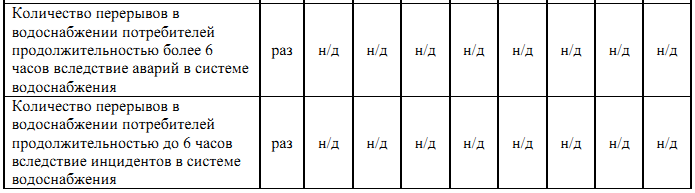 Количество перерывов в
водоснабжении потребителей
продолжительностью более 6
часов вследствие аварий в системе
водоснабжения
раз н/д н/д н/д н/д н/д н/д н/д н/д
Количество перерывов в
водоснабжении потребителей
продолжительностью до 6 часов
вследствие инцидентов в системе
водоснабжения
раз н/д н/д н/д н/д н/д н/д н/д н/д